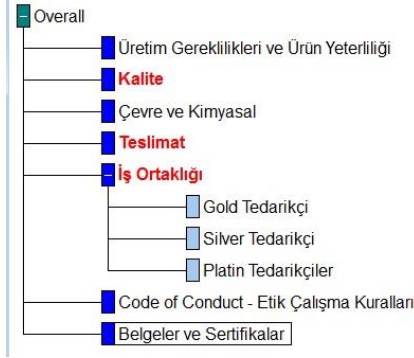 Overall
Üretim Gereklilikleri ve Ürün Yeterliliği
Kalite
Çevre ve Kimyasal
Teslimat
İş Ortaklığı
Gold Tedarikçi
Silver Tedarikçi
Platin Tedarikçiler
Code of Conduct - Etik Çalışma Kuralları
Belgeler ve Sertifikalar